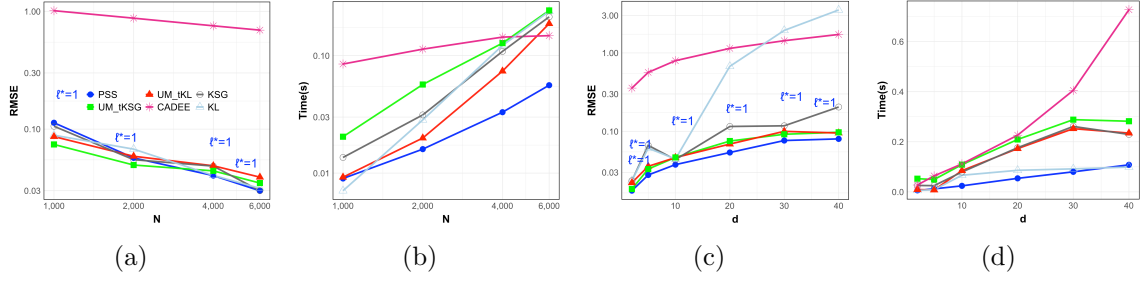 RMSE
1.00
0.30
0.10
0.03
ℓ*=1
ℓ*=1
ℓ*=1
ℓ*=1
PSS
UM_tKL
KSG
UM_tKSG
CADEE
KL
1,000
2,000
4,000
6,000
N
(a)
Time(s)
0.10
0.03
0.01
1,000
2,000
4,000
6,000
N
(b)
RMSE
3.00
1.00
0.30
0.10
0.03
ℓ*=1
ℓ*=1
ℓ*=1
ℓ*=1
ℓ*=1
ℓ*=1
10
20
30
40
d
(c)
Time(s)
0.6
0.4
0.2
0.0
10
20
30
40
d
(d)